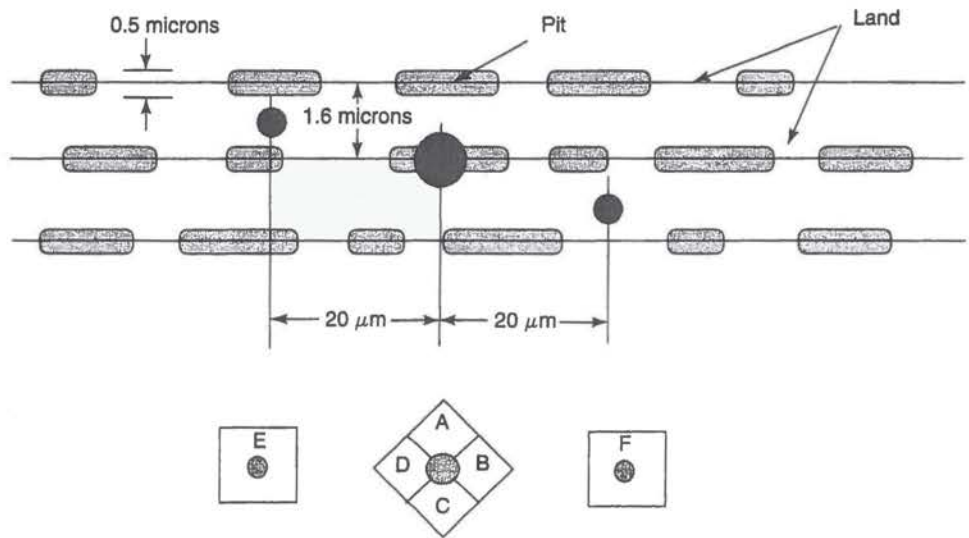 0.5 microns
Pit
Land
1.6 microns
20 μm
20 μm
E
A
D
B
C
F